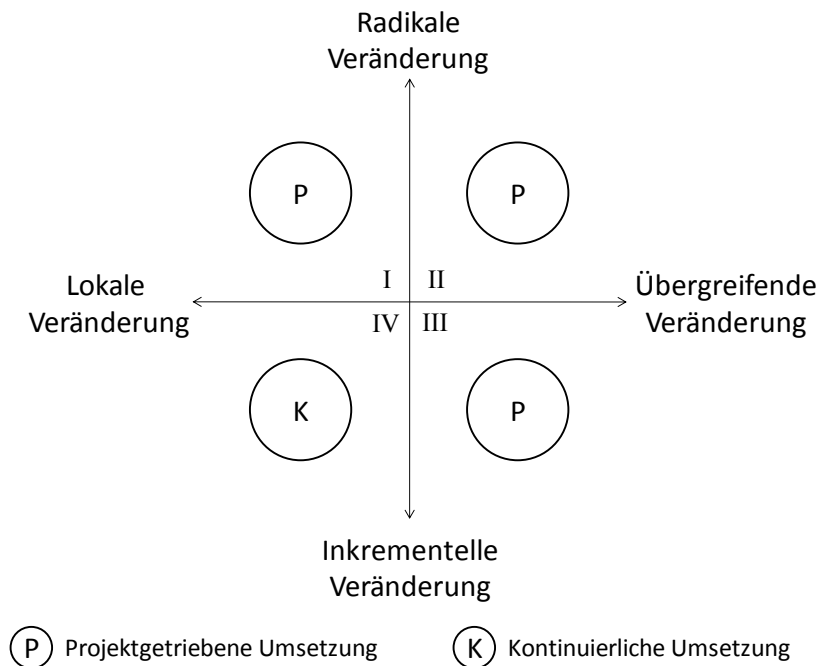 Radikale
Veränderung
P
P
I
II
Lokale
Veränderung
Übergreifende
Veränderung
IV
III
K
P
Inkrementelle
Veränderung
P Projektgetriebene Umsetzung
K Kontinuierliche Umsetzung